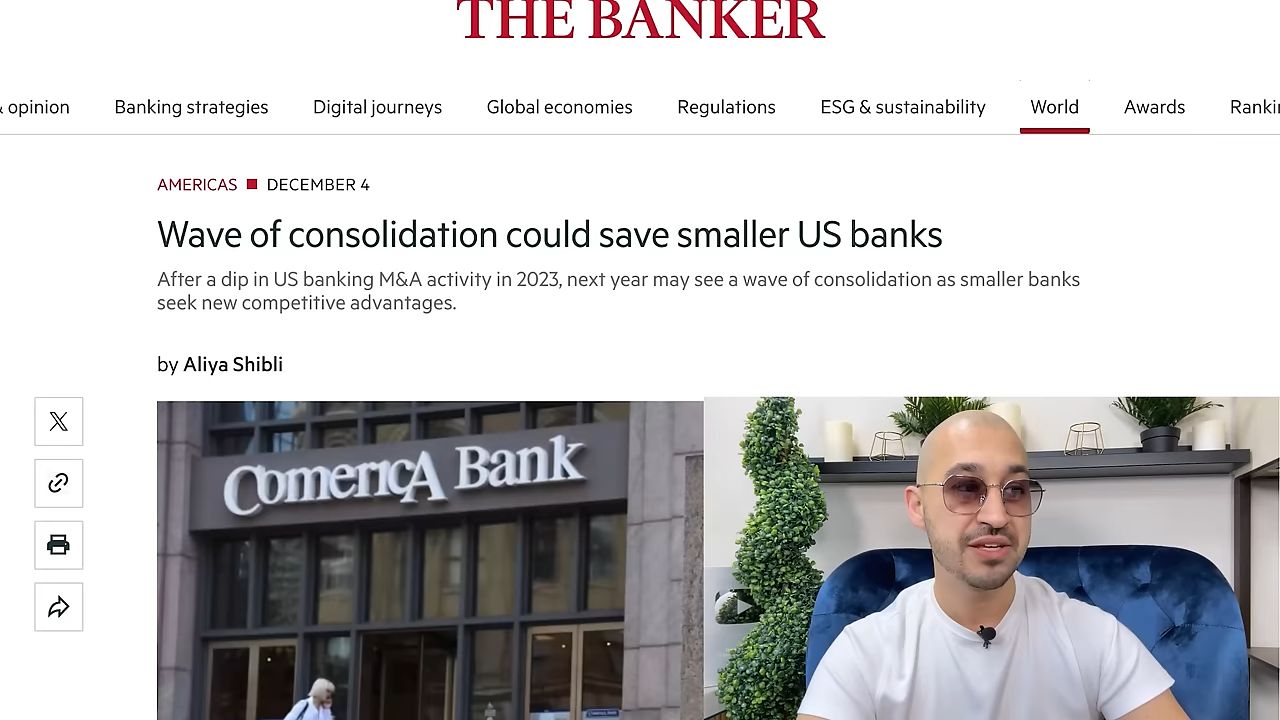 THE BANKER
& opinion Banking strategies Digital journeys Global economies Regulations ESG & sustainability World Awards
AMERICAS DECEMBER 4
Wave of consolidation could save smaller US banks
After a dip in US banking M&A activity in 2023, next year may see a wave of consolidation as smaller banks
seek new competitive advantages.
by Aliya Shibli
ComericA Bank